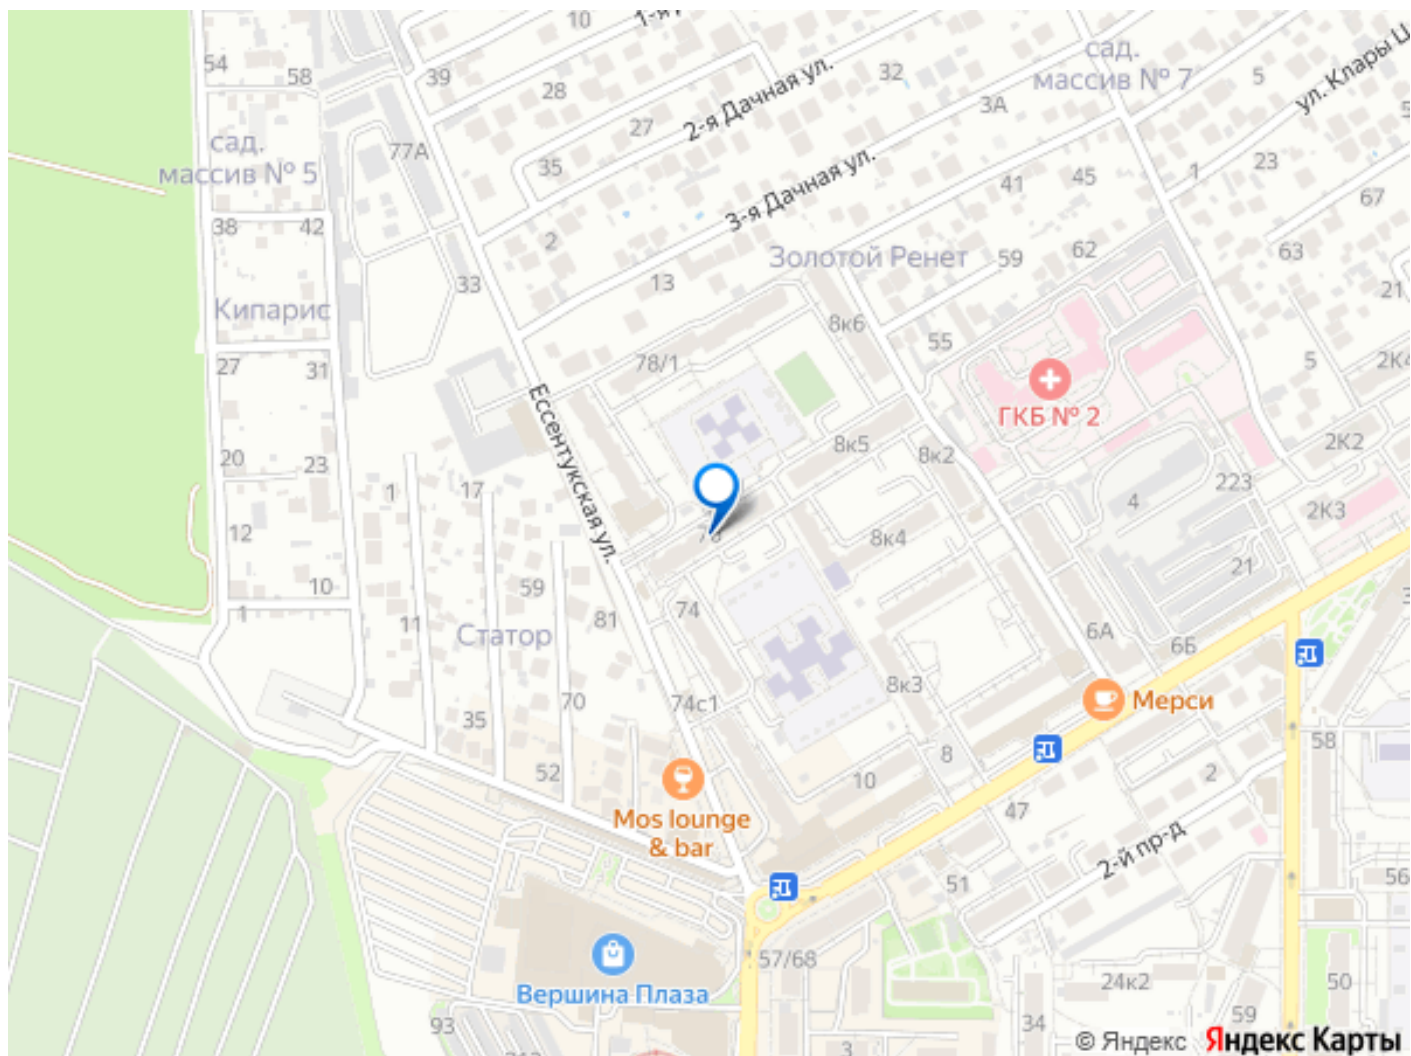 10
54
58
39
28
32
сад.
массив № 7
5
27
2-я Дачная ул.
3А
сад.
массив № 5
77А
35
3-я Дачная ул.
41
45
1
23
67
38
42
2
Золотой Ренет
59
62
63
33
13
21
Кипарис
8к6
55
27
31
78/1
5
ГКБ № 2
Ессентукская ул.
8к5
8к2
2К2
20
23
1
17
4
223
2К3
12
8к4
59
21
10
1
11
81
74
6А
6Б
Статор
8к3
74с1
Мерси
35
70
58
52
10
8
2
Mos lounge
& bar
47
2-й пр-д
51
56
57/68
Вершина Плаза
24к2
50
93
34
59
3
© Яндекс Яндекс Карты